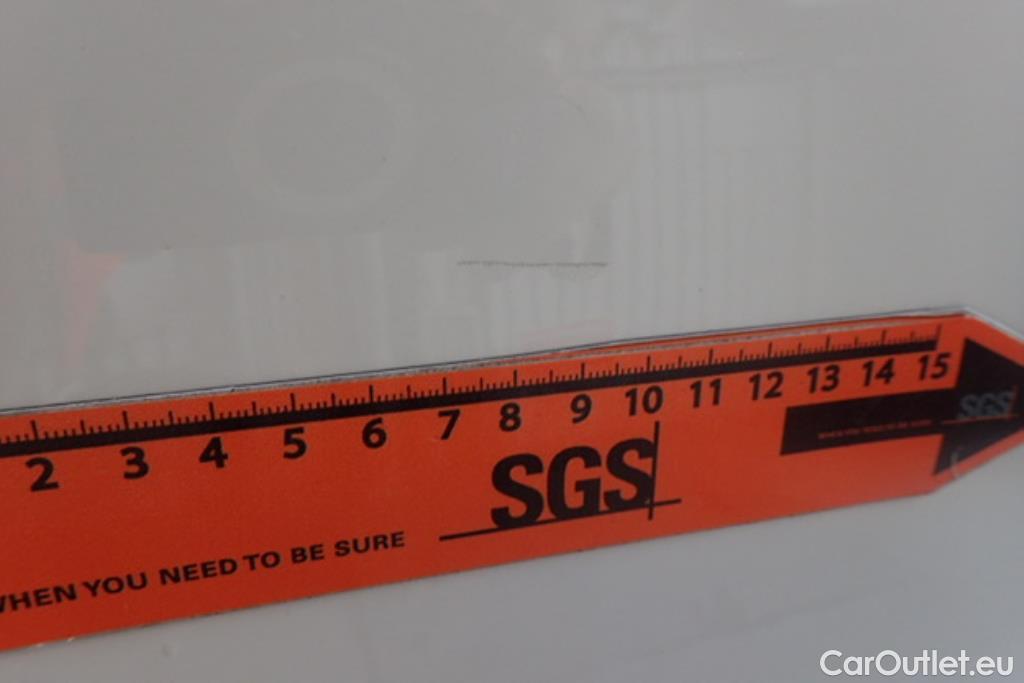 2 3 4 5 6 7 8 9 10 11 12 13 14 15
SGS
SGS
WHEN YOU NEED TO BE SURE
CarOutlet.eu